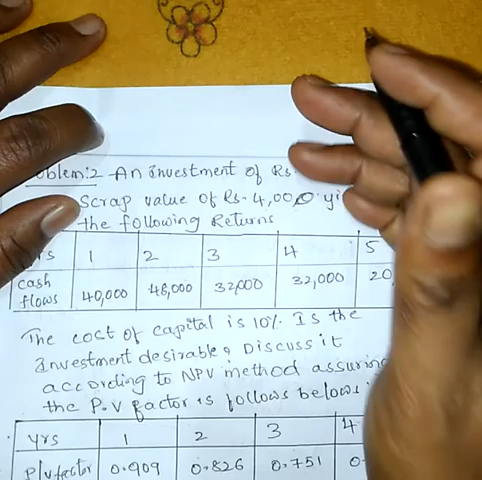 oblem:2 An investment of Rs.
Scrap value of Rs. 4,000 yi
the following Returns
rs 1 2 3 4 5
cash flows 40,000 48,000 32,000 32,000 20,
The cost of capital is 10%. Is the
investment desirable, Discuss it
according to NPV method assuring
the P.V factor is follows below:
yrs 1 2 3 4
P/v factor 0.909 0.826 0.751 0.